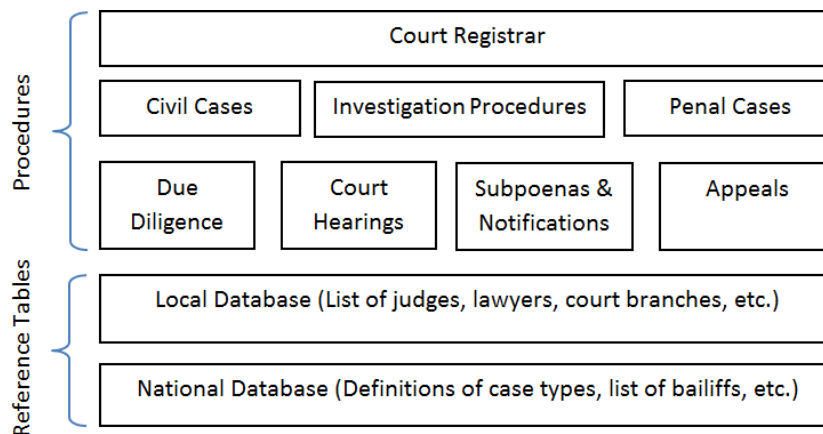 Procedures
Court Registrar
Civil Cases
Investigation Procedures
Penal Cases
Due
Diligence
Court
Hearings
Subpoenas &
Notifications
Appeals
Reference Tables
Local Database (List of judges, lawyers, court branches, etc.)
National Database (Definitions of case types, list of bailiffs, etc.)